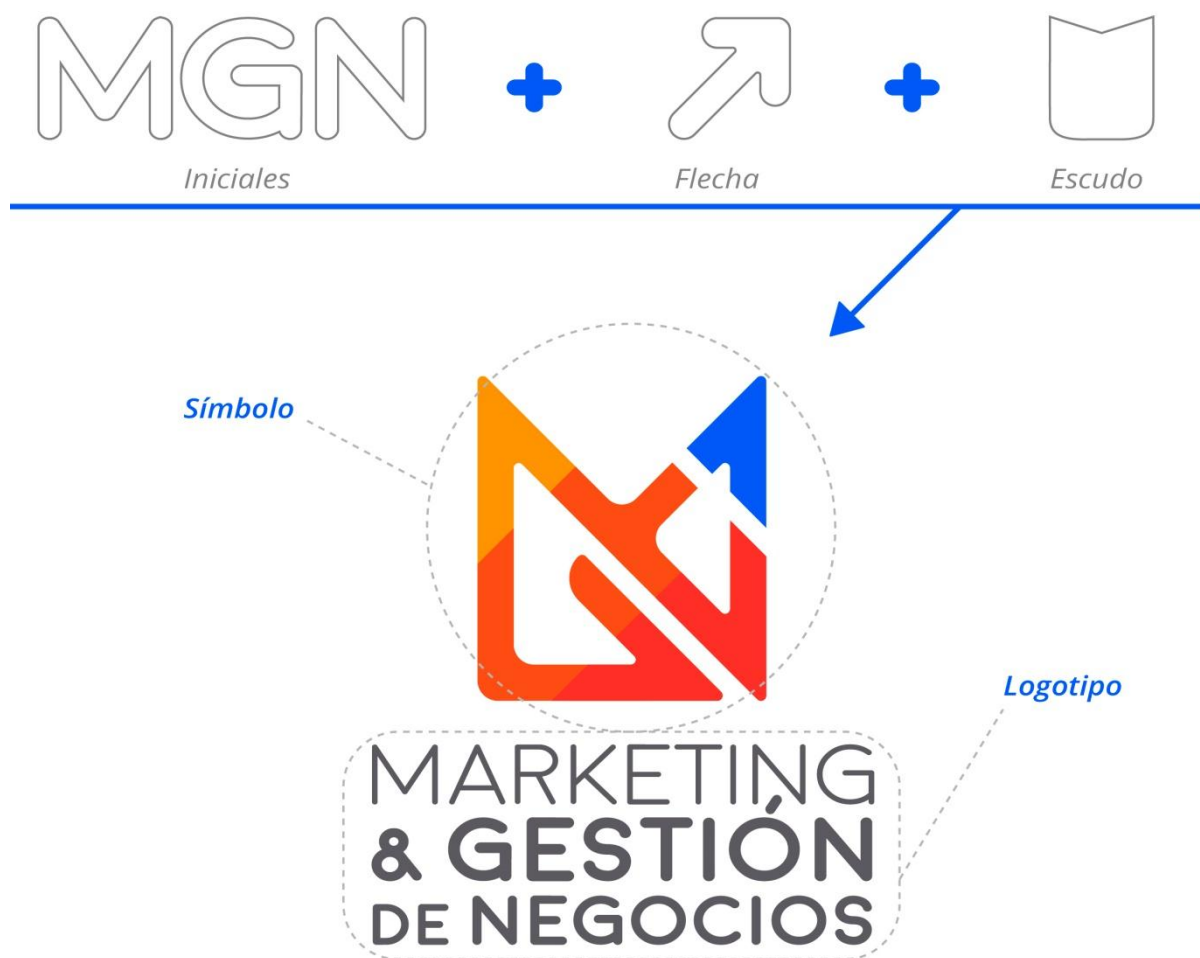 MGN
Iniciales
Flecha
Escudo
Símbolo
Logotipo
MARKETING
& GESTIÓN
DE NEGOCIOS